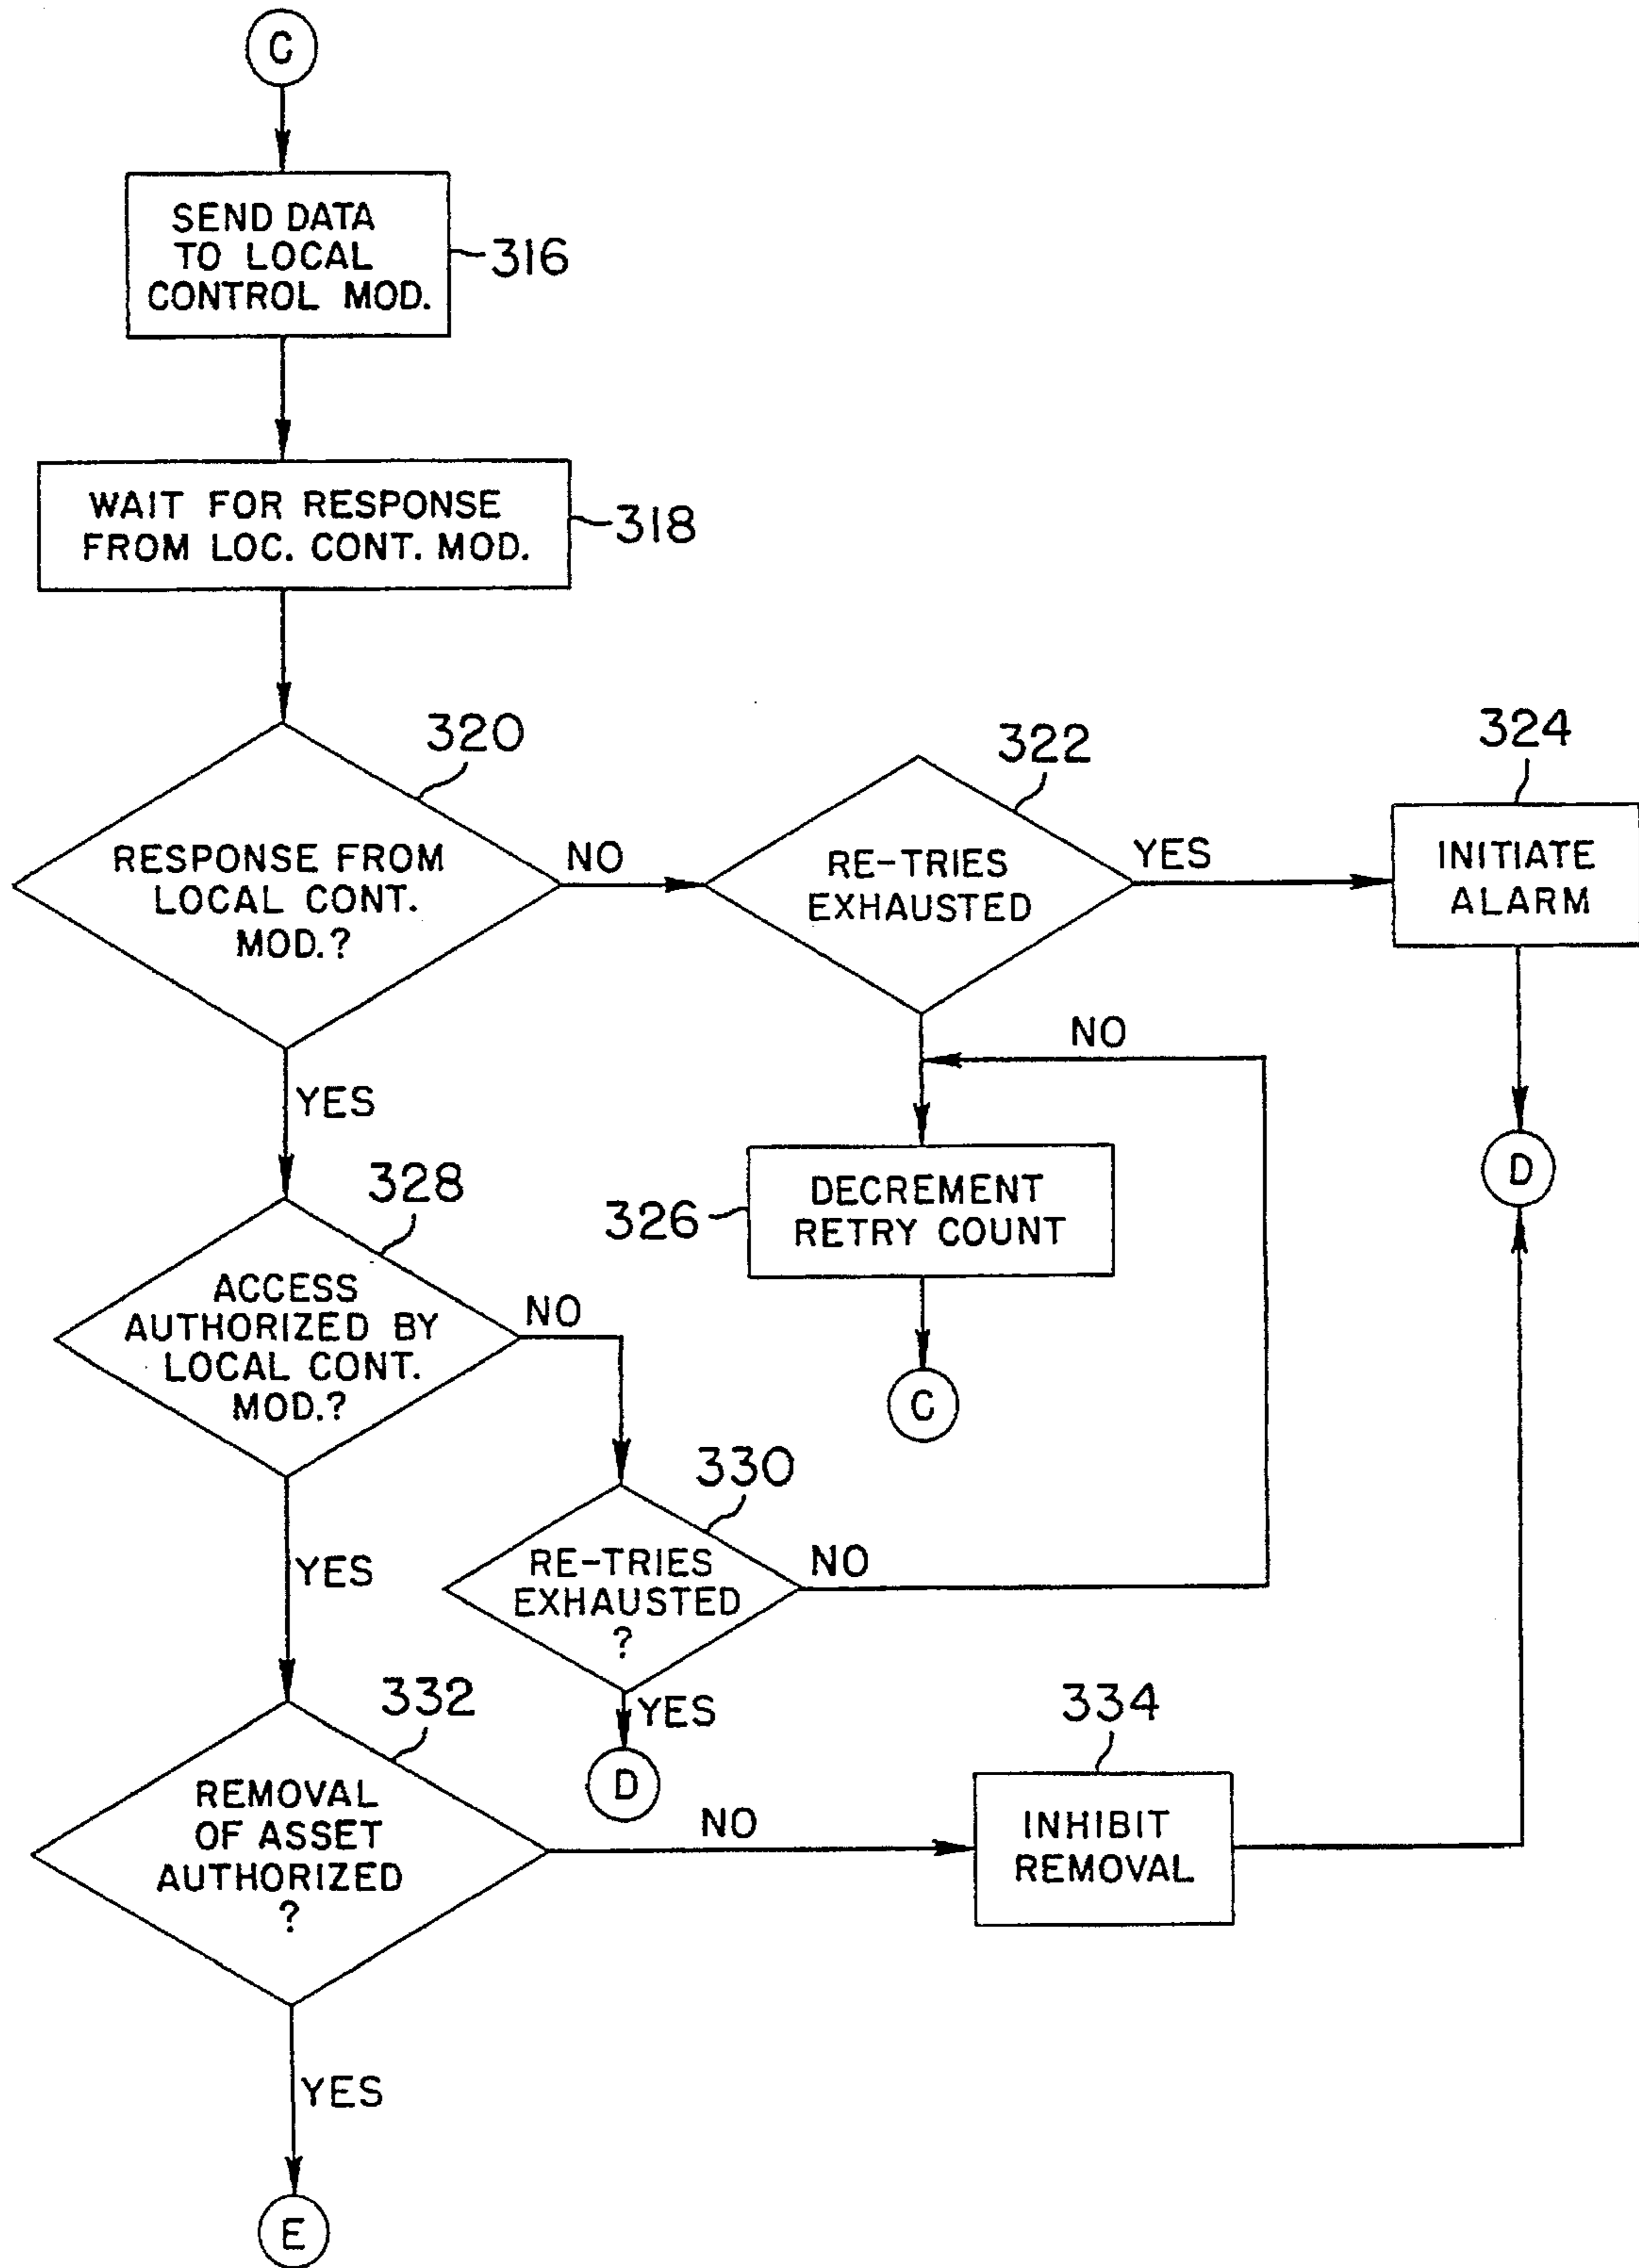 C
SEND DATA
TO LOCAL
CONTROL MOD.
316
WAIT FOR RESPONSE
FROM LOC. CONT. MOD.
318
320
RESPONSE FROM
LOCAL CONT.
MOD.?
NO
322
RE-TRIES
EXHAUSTED
YES
324
INITIATE
ALARM
D
NO
YES
326
DECREMENT
RETRY COUNT
C
328
ACCESS
AUTHORIZED BY
LOCAL CONT.
MOD.?
NO
330
RE-TRIES
EXHAUSTED
?
NO
YES
D
YES
332
REMOVAL
OF ASSET
AUTHORIZED
?
NO
334
INHIBIT
REMOVAL
YES
E